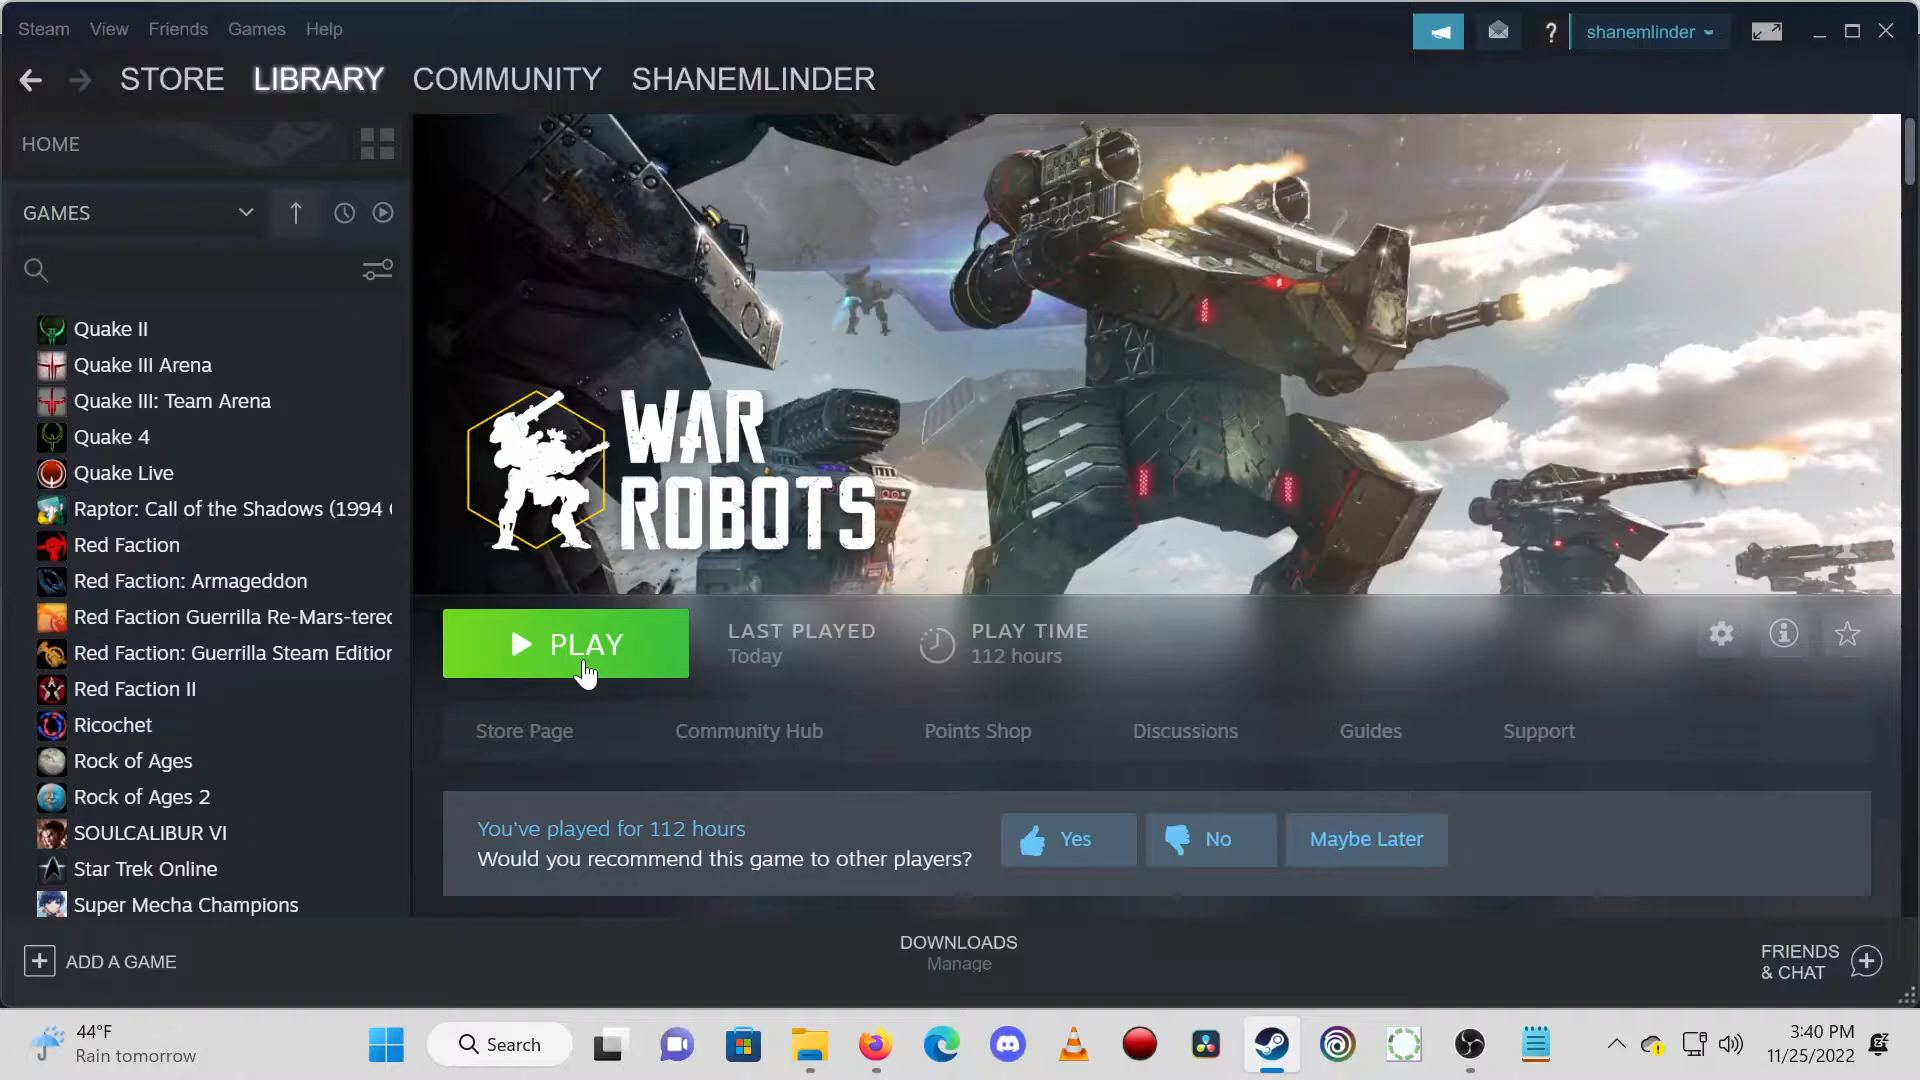 Steam View Friends Games Help
? shanemlinder
STORE LIBRARY COMMUNITY SHANEMLINDER
HOME
GAMES
Quake II
Quake III Arena
Quake III: Team Arena
Quake 4
Quake Live
Raptor: Call of the Shadows (1994
Red Faction
Red Faction: Armageddon
Red Faction Guerrilla Re-Mars-tered
Red Faction: Guerrilla Steam Edition
Red Faction II
Ricochet
Rock of Ages
Rock of Ages 2
SOULCALIBUR VI
Star Trek Online
Super Mecha Champions
WAR
ROBOTS
PLAY
LAST PLAYED
Today
PLAY TIME
112 hours
Store Page Community Hub Points Shop Discussions Guides Support
You've played for 112 hours
Would you recommend this game to other players?
Yes No Maybe Later
ADD A GAME
DOWNLOADS
Manage
FRIENDS
& CHAT
44°F
Rain tomorrow
Search
3:40 PM
11/25/2022